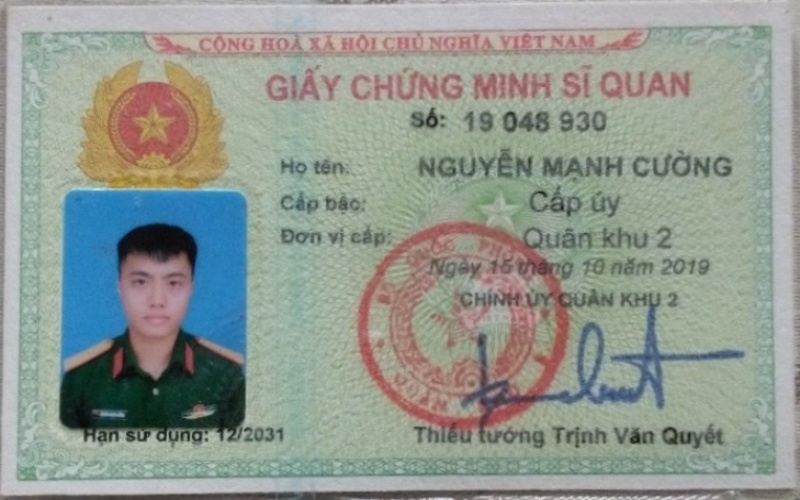 CỘNG HOÀ XÃ HỘI CHỦ NGHĨA VIỆT NAM
GIẤY CHỨNG MINH SĨ QUAN
Số: 19 048 930
Họ tên: NGUYỄN MẠNH CƯỜNG
Cấp bậc: Cấp úy
Đơn vị cấp: Quân khu 2
Ngày 15 tháng 10 năm 2019
CHÍNH ỦY QUÂN KHU 2
Hạn sử dụng: 12/2031
Thiếu tướng Trịnh Văn Quyết